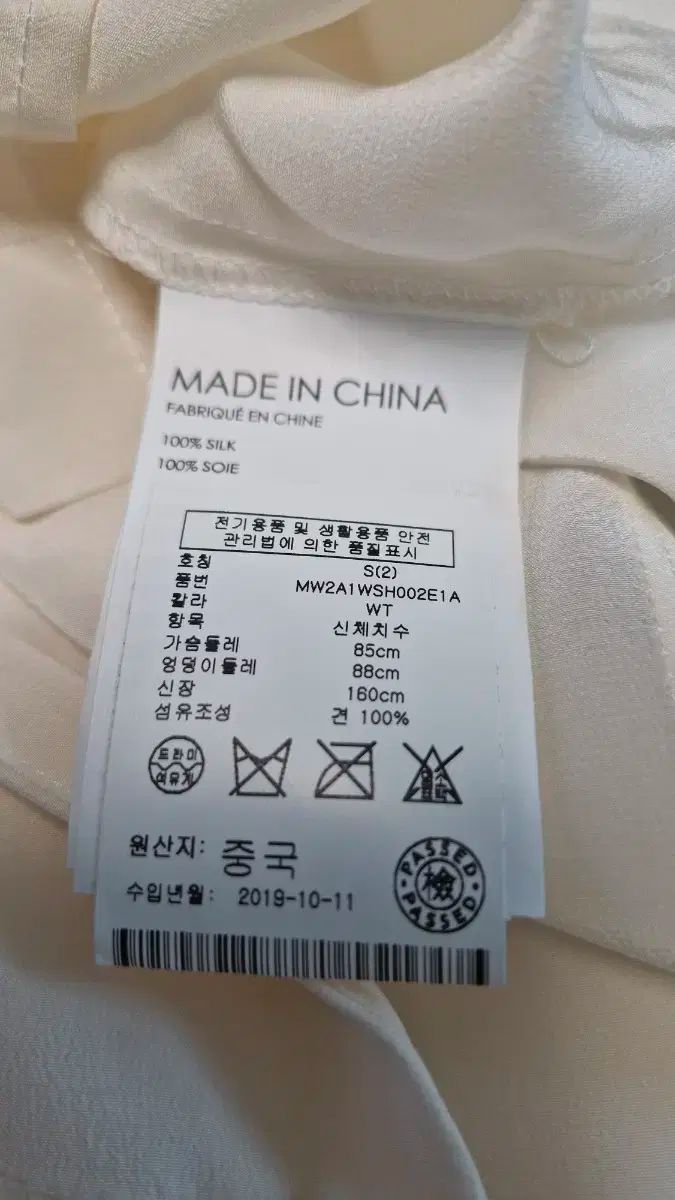 MADE IN CHINA
FABRIQUÉ EN CHINE
100% SILK
100% SOIE
전기용품 및 생활용품 안전
관리법에 의한 품질표시
호칭 S(2)
품번 MW2A1WSH002E1A
칼라 WT
항목 신체치수
가슴둘레 85cm
엉덩이둘레 88cm
신장 160cm
섬유조성 견 100%
드라이
원산지: 중국
수입년월: 2019-10-11
PASSED
檢
PASSED